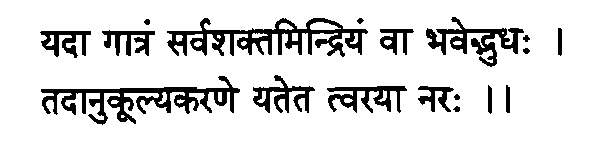 यदा गात्रं सर्वशक्तमिन्द्रियं वा भवेद्बुधः ।
तदानुकूल्यकरणे यतेत त्वरया नरः ।।